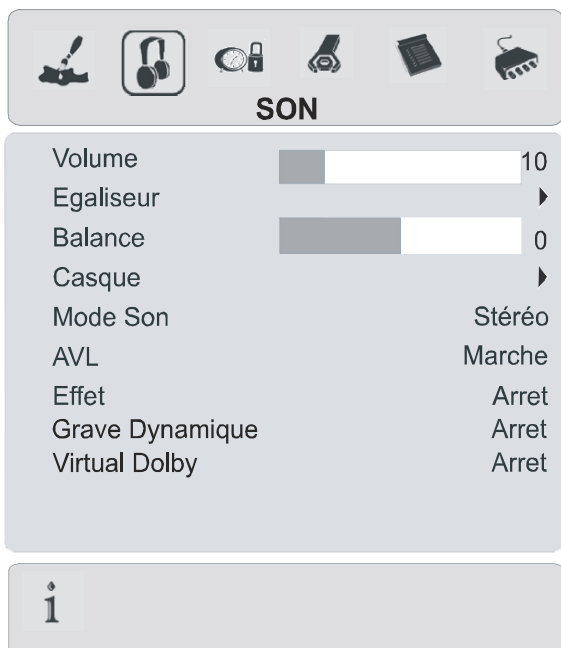 SON
Volume 10
Egaliseur
Balance 0
Casque
Mode Son Stéréo
AVL Marche
Effet Arret
Grave Dynamique Arret
Virtual Dolby Arret
i